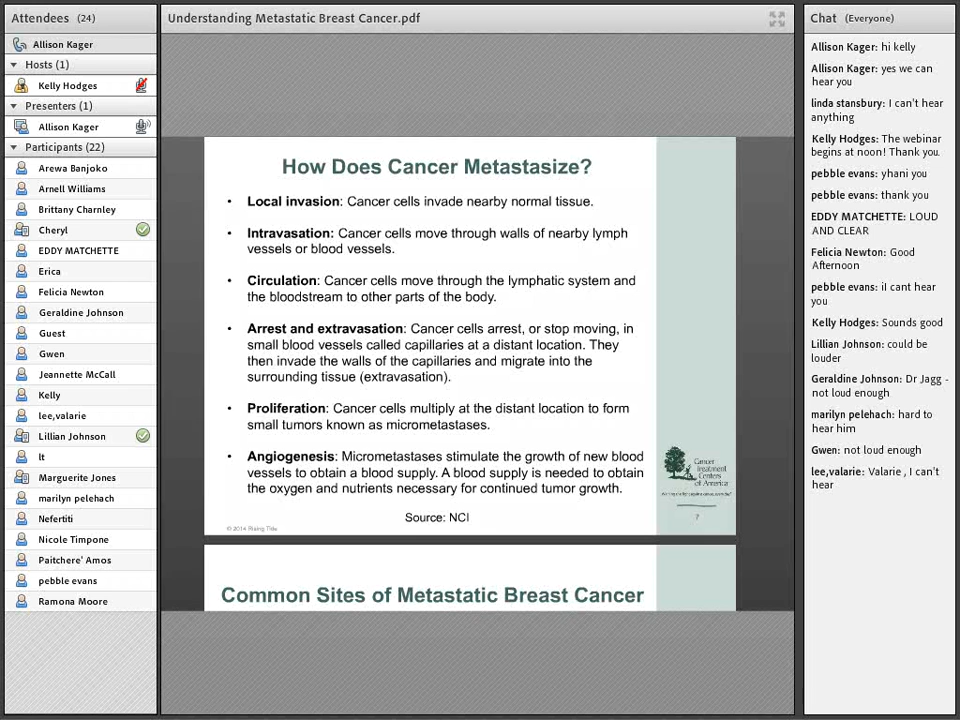 Attendees (24)
Allison Kager
Hosts (1)
Kelly Hodges
Presenters (1)
Allison Kager
Participants (22)
Arewa Banjoko
Arnell Williams
Brittany Charnley
Cheryl
EDDY MATCHETTE
Erica
Felicia Newton
Geraldine Johnson
Guest
Gwen
Jeannette McCall
Kelly
lee,valarie
Lillian Johnson
lt
Marguerite Jones
marilyn pelehach
Nefertiti
Nicole Timpone
Paitchere' Amos
pebble evans
Ramona Moore
Understanding Metastatic Breast Cancer.pdf
How Does Cancer Metastasize?
• Local invasion: Cancer cells invade nearby normal tissue.
• Intravasation: Cancer cells move through walls of nearby lymph
vessels or blood vessels.
• Circulation: Cancer cells move through the lymphatic system and
the bloodstream to other parts of the body.
• Arrest and extravasation: Cancer cells arrest, or stop moving, in
small blood vessels called capillaries at a distant location. They
then invade the walls of the capillaries and migrate into the
surrounding tissue (extravasation).
• Proliferation: Cancer cells multiply at the distant location to form
small tumors known as micrometastases.
• Angiogenesis: Micrometastases stimulate the growth of new blood
vessels to obtain a blood supply. A blood supply is needed to obtain
the oxygen and nutrients necessary for continued tumor growth.
Source: NCI
© 2014 Rising Tide
Cancer
Treatment
Centers
of America
7
Common Sites of Metastatic Breast Cancer
Chat (Everyone)
Allison Kager: hi kelly
Allison Kager: yes we can
hear you
linda stansbury: I can't hear
anything
Kelly Hodges: The webinar
begins at noon! Thank you.
pebble evans: yhani you
pebble evans: thank you
EDDY MATCHETTE: LOUD
AND CLEAR
Felicia Newton: Good
Afternoon
pebble evans: iI cant hear
you
Kelly Hodges: Sounds good
Lillian Johnson: could be
louder
Geraldine Johnson: Dr Jagg -
not loud enough
marilyn pelehach: hard to
hear him
Gwen: not loud enough
lee,valarie: Valarie , I can't
hear